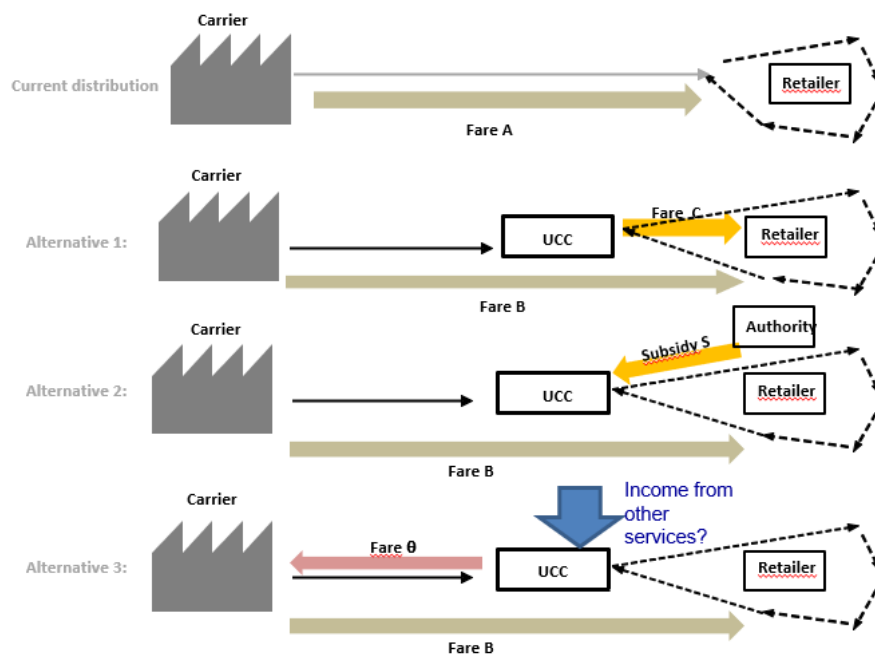 Carrier
Current distribution
Retailer
Fare A
Carrier
Fare C
Alternative 1:
UCC
Retailer
Fare B
Carrier
Authority
Subsidy S
Alternative 2:
UCC
Retailer
Fare B
Carrier
Income from
other
services?
Fare θ
Alternative 3:
UCC
Retailer
Fare B